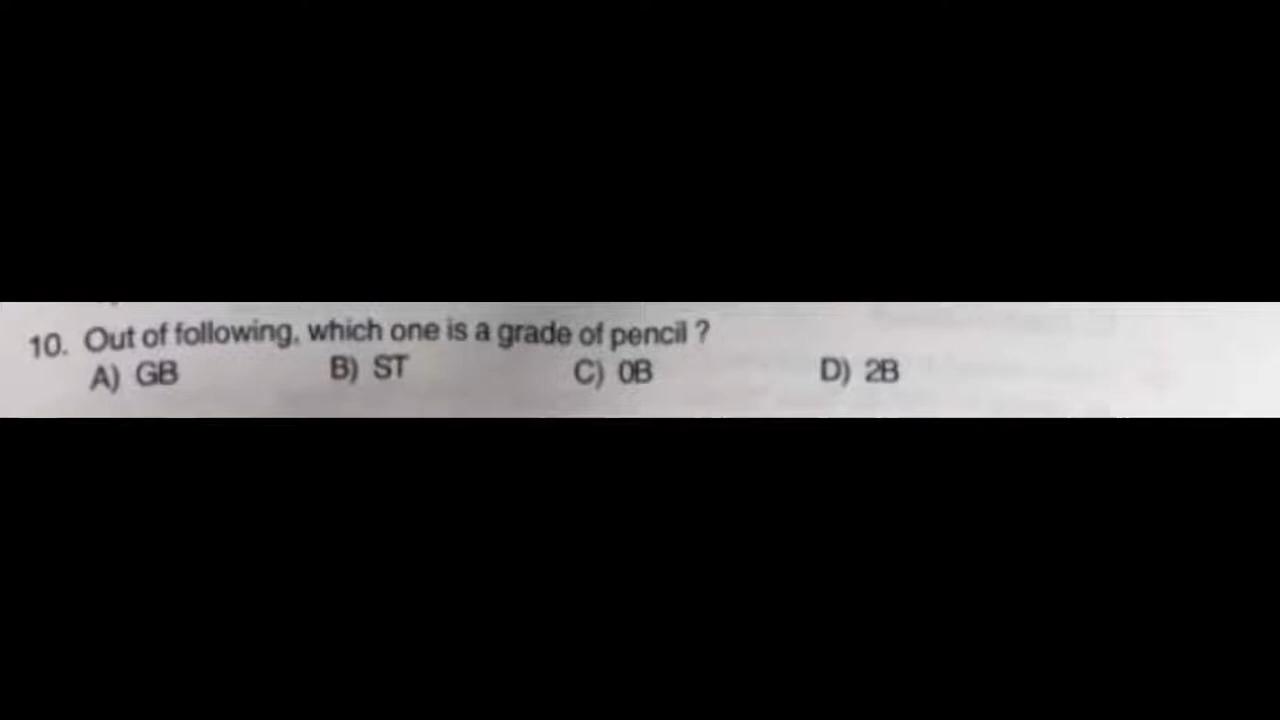 10. Out of following, which one is a grade of pencil ?
A) GB B) ST C) 0B D) 2B